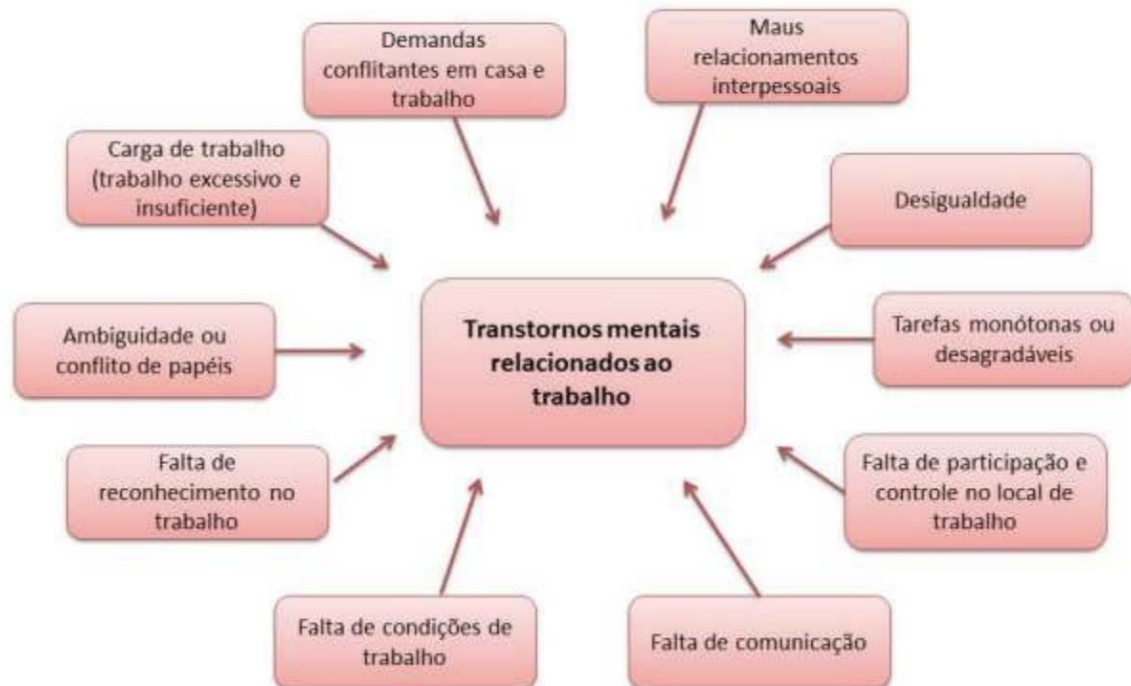 Demandas
conflitantes em casa e
trabalho
Maus
relacionamentos
interpessoais
Carga de trabalho
(trabalho excessivo e
insuficiente)
Desigualdade
Ambiguidade ou
conflito de papéis
Transtornos mentais
relacionados ao
trabalho
Tarefas monótonas ou
desagradáveis
Falta de
reconhecimento no
trabalho
Falta de participação e
controle no local de
trabalho
Falta de condições de
trabalho
Falta de comunicação